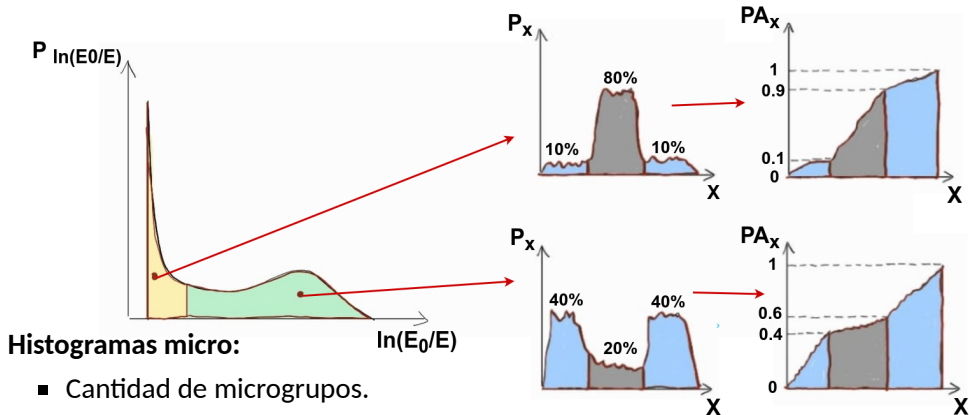 P ln(E0/E)
ln(E0/E)
Px
80%
10%
10%
X
PAx
1
0.9
0.1
0
X
Px
40%
40%
20%
X
PAx
1
0.6
0.4
0
X
Histogramas micro:
▪ Cantidad de microgrupos.